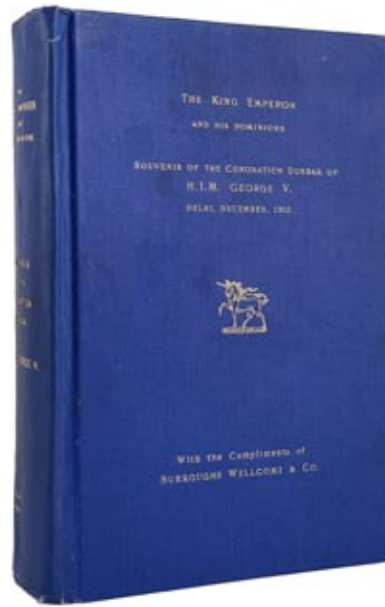 THE KING EMPEROR
AND HIS DOMINIONS
SOUVENIR OF THE CORONATION DURBAR OF
H.I.M. GEORGE V.
DELHI, DECEMBER,
With the Compliments of
BURROUGHS WELLCOME & CO.